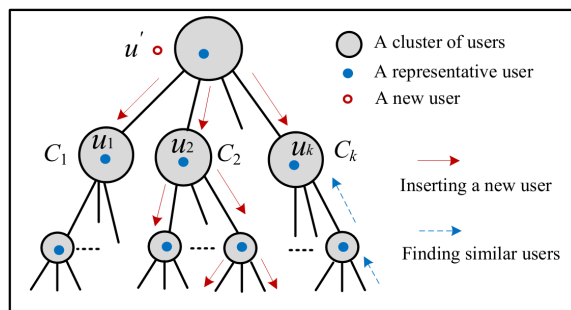 u'
A cluster of users
A representative user
A new user
C1 u1 u2 C2 uk Ck
Inserting a new user
Finding similar users